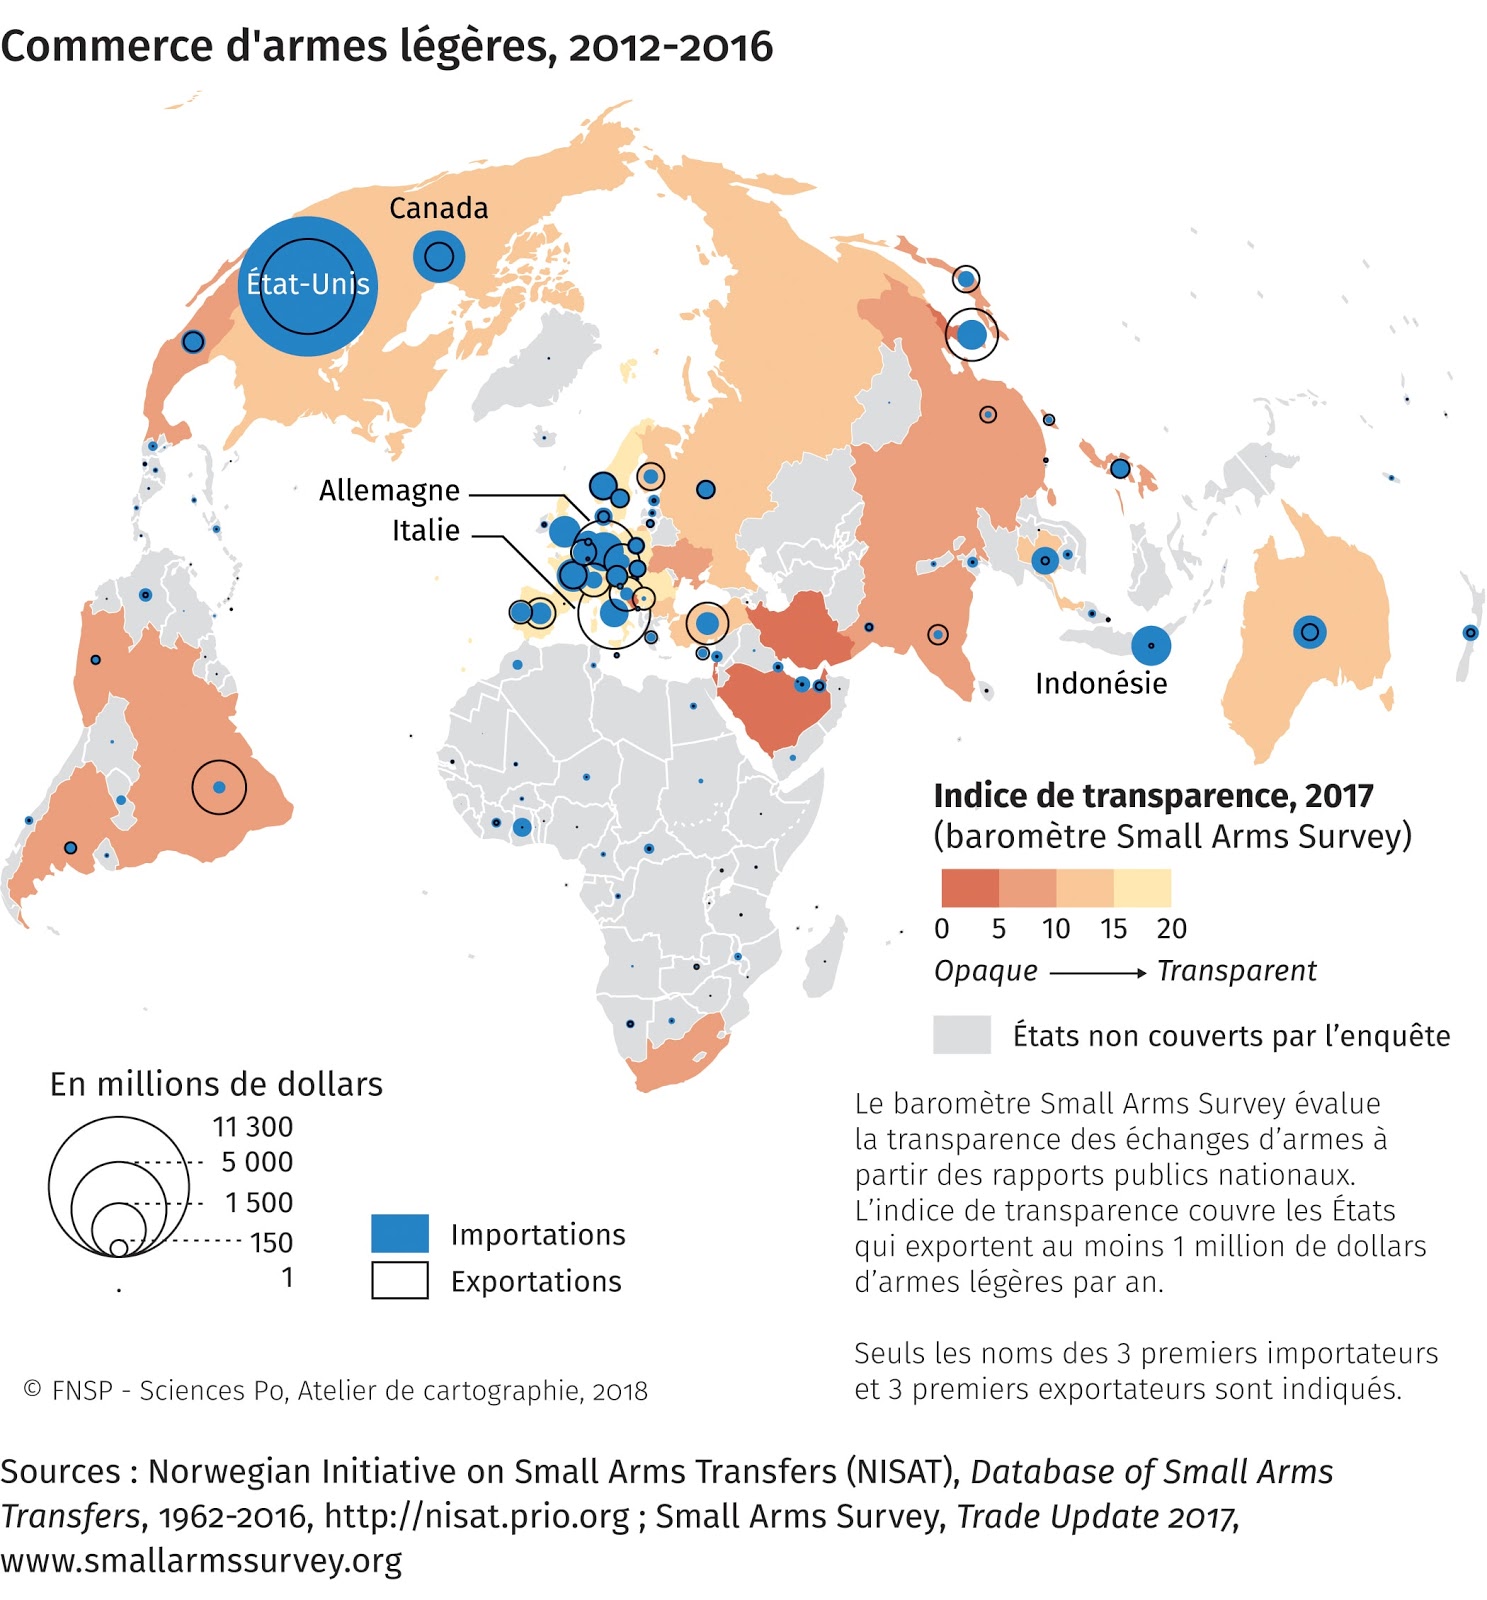 Commerce d'armes légères, 2012-2016
Canada
État-Unis
Allemagne
Italie
Indonésie
Indice de transparence, 2017
(baromètre Small Arms Survey)
0 5 10 15 20
Opaque Transparent
États non couverts par l'enquête
En millions de dollars
11 300
5 000
1 500
150
1
Importations
Exportations
Le baromètre Small Arms Survey évalue
la transparence des échanges d'armes à
partir des rapports publics nationaux.
L'indice de transparence couvre les États
qui exportent au moins 1 million de dollars
d'armes légères par an.
Seuls les noms des 3 premiers importateurs
et 3 premiers exportateurs sont indiqués.
© FNSP - Sciences Po, Atelier de cartographie, 2018
Sources : Norwegian Initiative on Small Arms Transfers (NISAT), Database of Small Arms
Transfers, 1962-2016, http://nisat.prio.org ; Small Arms Survey, Trade Update 2017,
www.smallarmssurvey.org